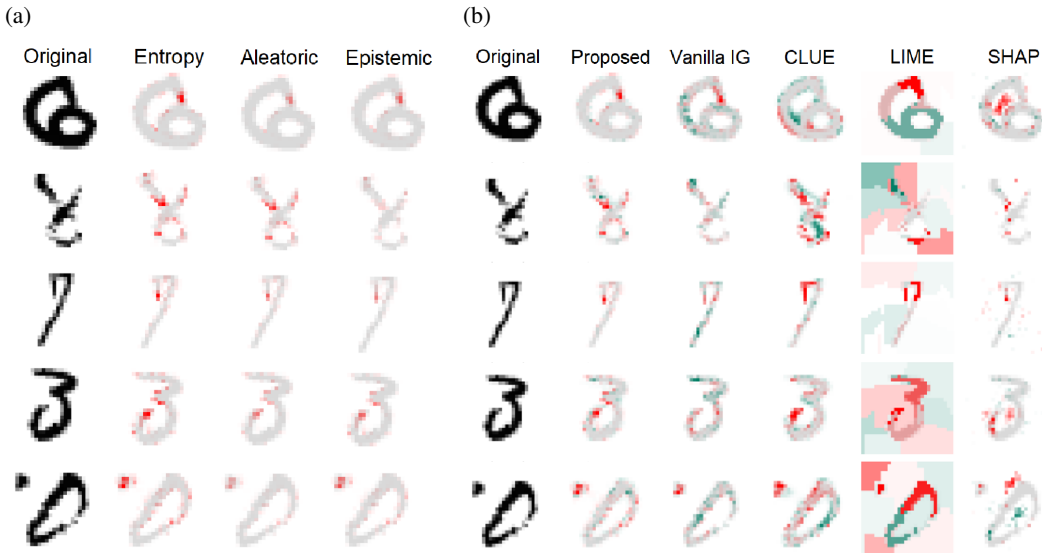 (a)
(b)
Original Entropy Aleatoric Epistemic
Original Proposed Vanilla IG CLUE LIME SHAP